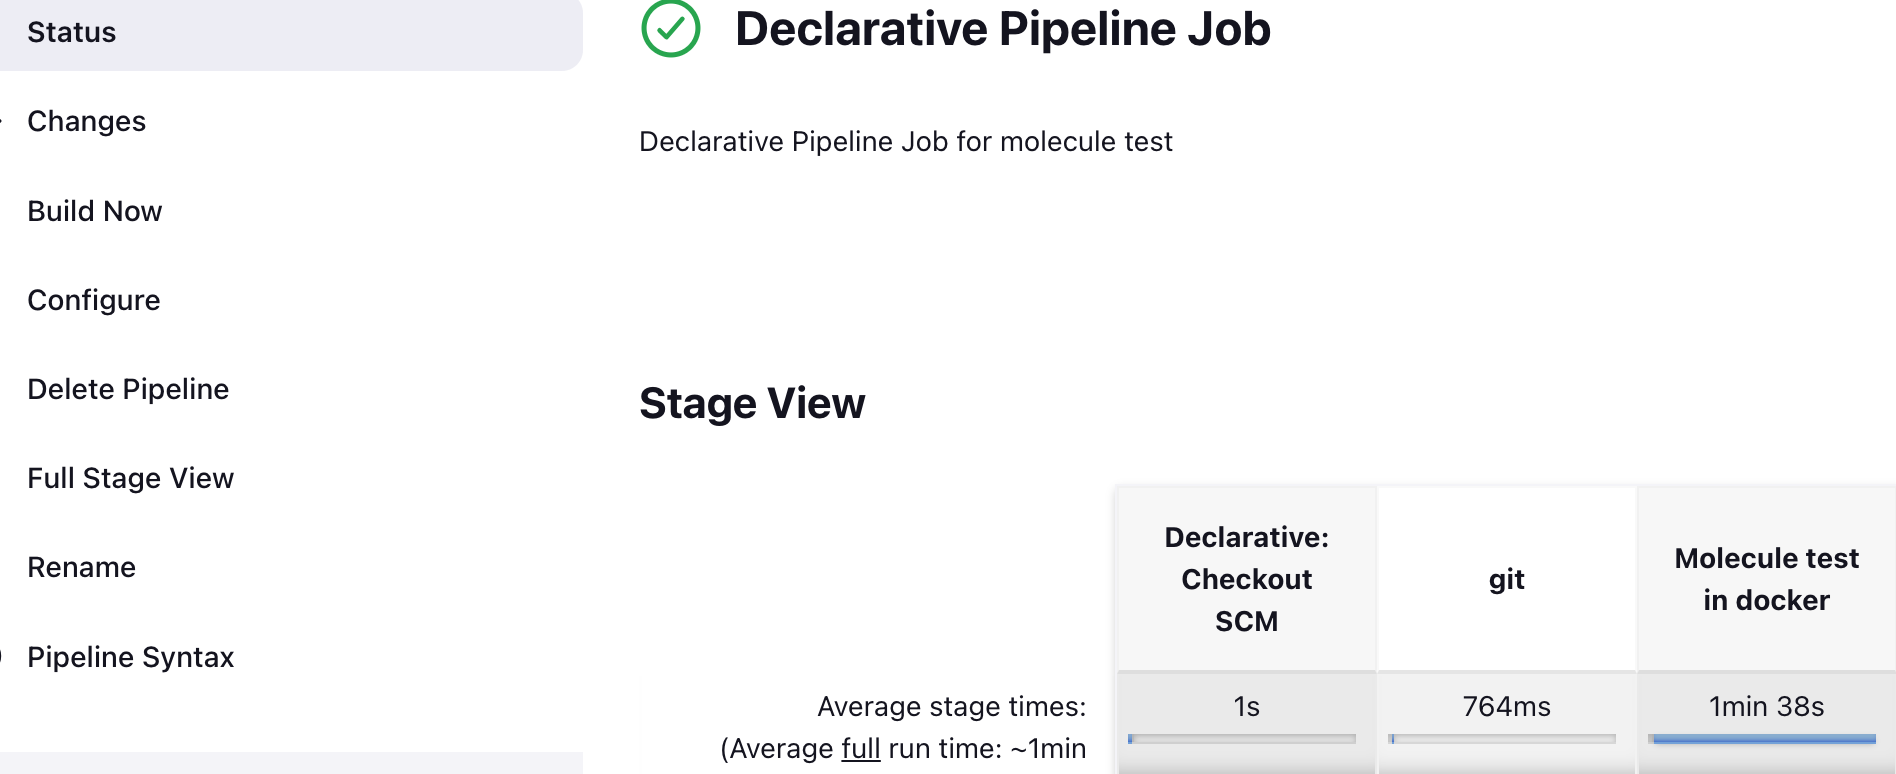 Status
Changes
Build Now
Configure
Delete Pipeline
Full Stage View
Rename
Pipeline Syntax
Declarative Pipeline Job
Declarative Pipeline Job for molecule test
Stage View
Declarative:
Checkout
SCM
git
Molecule test
in docker
Average stage times:
(Average full run time: ~1min
1s
764ms
1min 38s